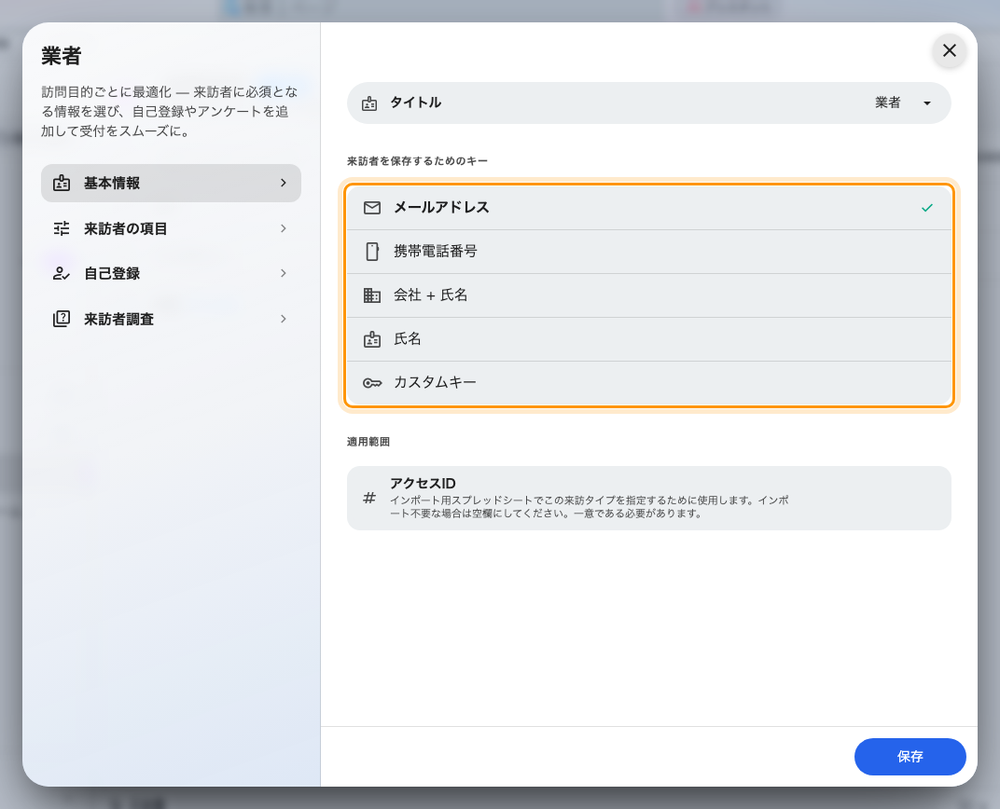 業者
訪問目的ごとに最適化 — 来訪者に必須とな
る情報を選び、自己登録やアンケートを追
加して受付をスムーズに。
基本情報
来訪者の項目
自己登録
来訪者調査
タイトル
業者
来訪者を保存するためのキー
メールアドレス
携帯電話番号
会社 + 氏名
氏名
カスタムキー
適用範囲
アクセスID
インポート用スプレッドシートでこの来訪タイプを指定するために使用します。インポ
ート不要な場合は空欄にしてください。一意である必要があります。
保存